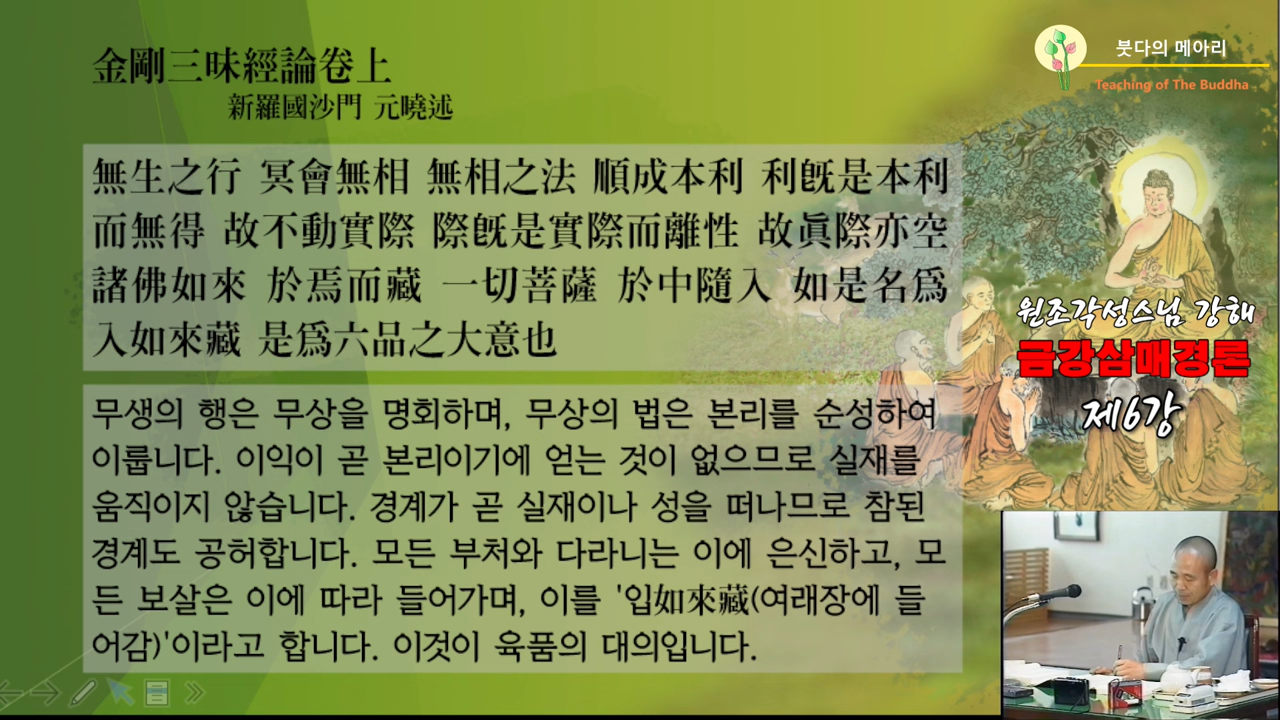 金剛三昧經論卷上
新羅國沙門 元曉述
無生之行 冥會無相 無相之法 順成本利 利旣是本利
而無得 故不動實際 際旣是實際而離性 故眞際亦空
諸佛如來 於焉而藏 一切菩薩 於中隨入 如是名爲
入如來藏 是爲六品之大意也
무생의 행은 무상을 명회하며, 무상의 법은 본리를 순성하여
이룹니다. 이익이 곧 본리이기에 얻는 것이 없으므로 실재를
움직이지 않습니다. 경계가 곧 실재이나 성을 떠나므로 참된
경계도 공허합니다. 모든 부처와 다라니는 이에 은신하고, 모
든 보살은 이에 따라 들어가며, 이를 '입如來藏(여래장에 들
어감)'이라고 합니다. 이것이 육품의 대의입니다.
붓다의 메아리
Teaching of The Buddha
원조각성스님 강해
금강삼매경론
제6강